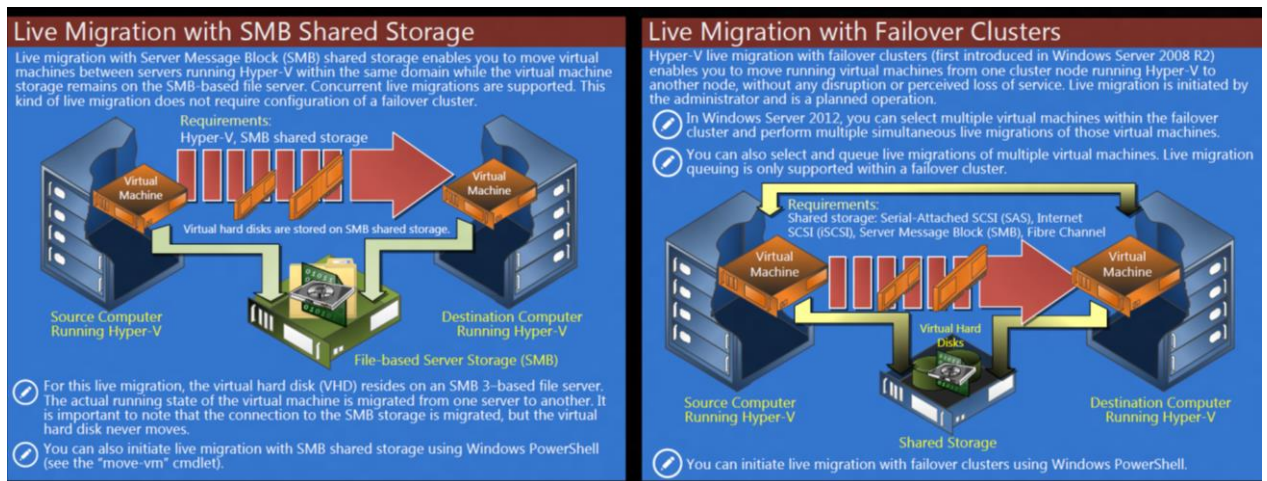 Live Migration with SMB Shared Storage
Live migration with Server Message Block (SMB) shared storage enables you to move virtual
machines between servers running Hyper-V within the same domain while the virtual machine
storage remains on the SMB-based file server. Concurrent live migrations are supported. This
kind of live migration does not require configuration of a failover cluster.
Requirements:
Hyper-V, SMB shared storage
Virtual
Machine
Virtual
Machine
Virtual hard disks are stored on SMB shared storage.
Source Computer
Running Hyper-V
Destination Computer
Running Hyper-V
File-based Server Storage (SMB)
For this live migration, the virtual hard disk (VHD) resides on an SMB 3–based file server.
The actual running state of the virtual machine is migrated from one server to another. It
is important to note that the connection to the SMB storage is migrated, but the virtual
hard disk never moves.
You can also initiate live migration with SMB shared storage using Windows PowerShell
(see the "move-vm" cmdlet).
Live Migration with Failover Clusters
Hyper-V live migration with failover clusters (first introduced in Windows Server 2008 R2)
enables you to move running virtual machines from one cluster node running Hyper-V to
another node, without any disruption or perceived loss of service. Live migration is initiated by
the administrator and is a planned operation.
In Windows Server 2012, you can select multiple virtual machines within the failover
cluster and perform multiple simultaneous live migrations of those virtual machines.
You can also select and queue live migrations of multiple virtual machines. Live migration
queuing is only supported within a failover cluster.
Requirements:
Shared storage: Serial-Attached SCSI (SAS), Internet
SCSI (iSCSI), Server Message Block (SMB), Fibre Channel
Virtual
Machine
Virtual
Machine
Virtual Hard
Disks
Source Computer
Running Hyper-V
Destination Computer
Running Hyper-V
Shared Storage
You can initiate live migration with failover clusters using Windows PowerShell.